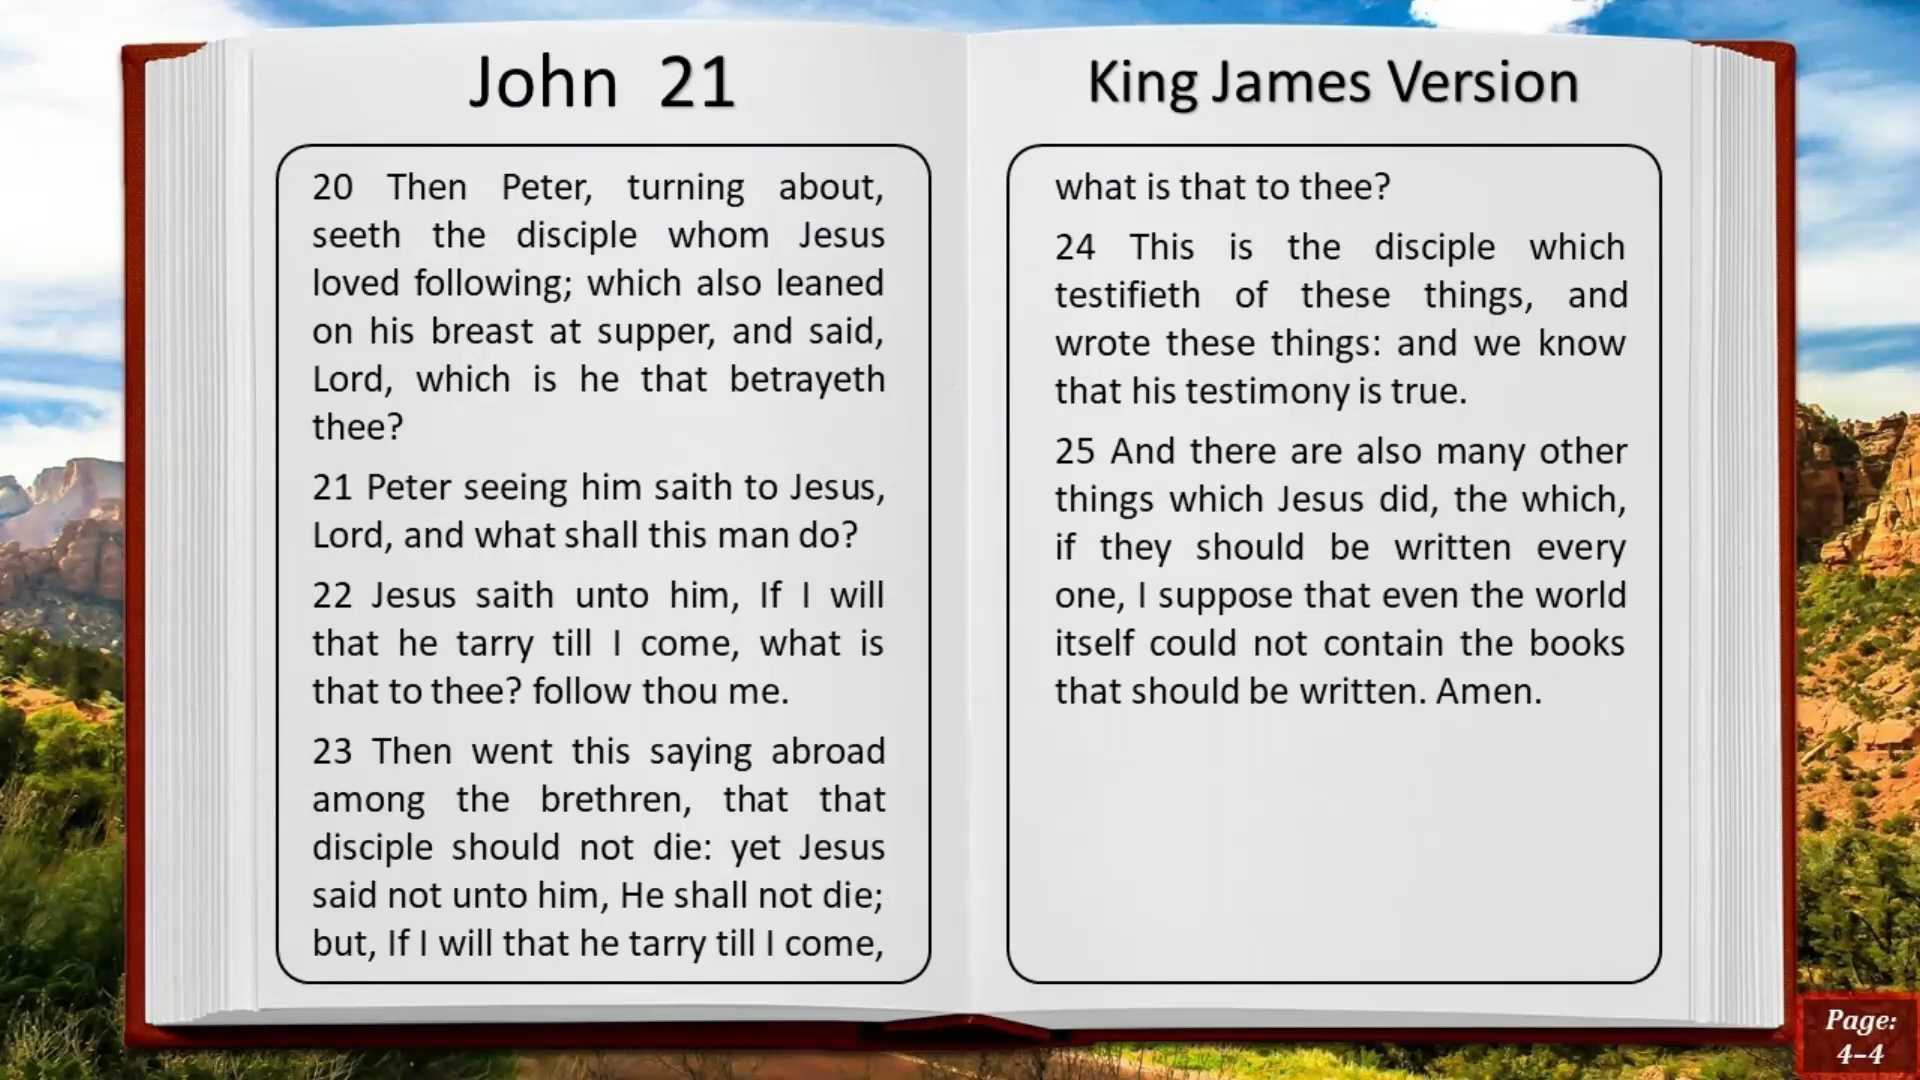 John 21
20 Then Peter, turning about,
seeth the disciple whom Jesus
loved following; which also leaned
on his breast at supper, and said,
Lord, which is he that betrayeth
thee?
21 Peter seeing him saith to Jesus,
Lord, and what shall this man do?
22 Jesus saith unto him, If I will
that he tarry till I come, what is
that to thee? follow thou me.
23 Then went this saying abroad
among the brethren, that that
disciple should not die: yet Jesus
said not unto him, He shall not die;
but, If I will that he tarry till I come,
King James Version
what is that to thee?
24 This is the disciple which
testifieth of these things, and
wrote these things: and we know
that his testimony is true.
25 And there are also many other
things which Jesus did, the which,
if they should be written every
one, I suppose that even the world
itself could not contain the books
that should be written. Amen.
Page:
4–4